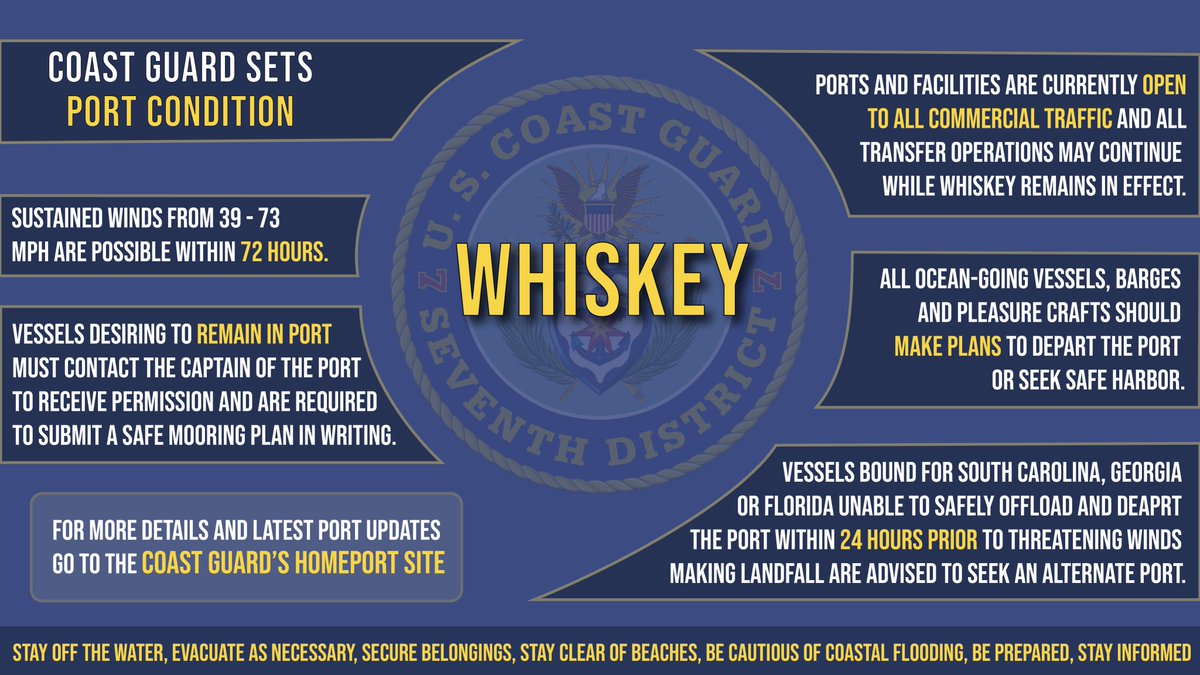 COAST GUARD SETS
PORT CONDITION
SUSTAINED WINDS FROM 39 - 73
MPH ARE POSSIBLE WITHIN 72 HOURS.
VESSELS DESIRING TO REMAIN IN PORT
MUST CONTACT THE CAPTAIN OF THE PORT
TO RECEIVE PERMISSION AND ARE REQUIRED
TO SUBMIT A SAFE MOORING PLAN IN WRITING.
FOR MORE DETAILS AND LATEST PORT UPDATES
GO TO THE COAST GUARD'S HOMEPORT SITE
U. S. COAST GUARD
WHISKEY
7 7
SEVENTH DISTRICT
PORTS AND FACILITIES ARE CURRENTLY OPEN
TO ALL COMMERCIAL TRAFFIC AND ALL
TRANSFER OPERATIONS MAY CONTINUE
WHILE WHISKEY REMAINS IN EFFECT.
ALL OCEAN-GOING VESSELS, BARGES
AND PLEASURE CRAFTS SHOULD
MAKE PLANS TO DEPART THE PORT
OR SEEK SAFE HARBOR.
VESSELS BOUND FOR SOUTH CAROLINA, GEORGIA
OR FLORIDA UNABLE TO SAFELY OFFLOAD AND DEAPRT
THE PORT WITHIN 24 HOURS PRIOR TO THREATENING WINDS
MAKING LANDFALL ARE ADVISED TO SEEK AN ALTERNATE PORT.
STAY OFF THE WATER, EVACUATE AS NECESSARY, SECURE BELONGINGS, STAY CLEAR OF BEACHES, BE CAUTIOUS OF COASTAL FLOODING, BE PREPARED, STAY INFORMED